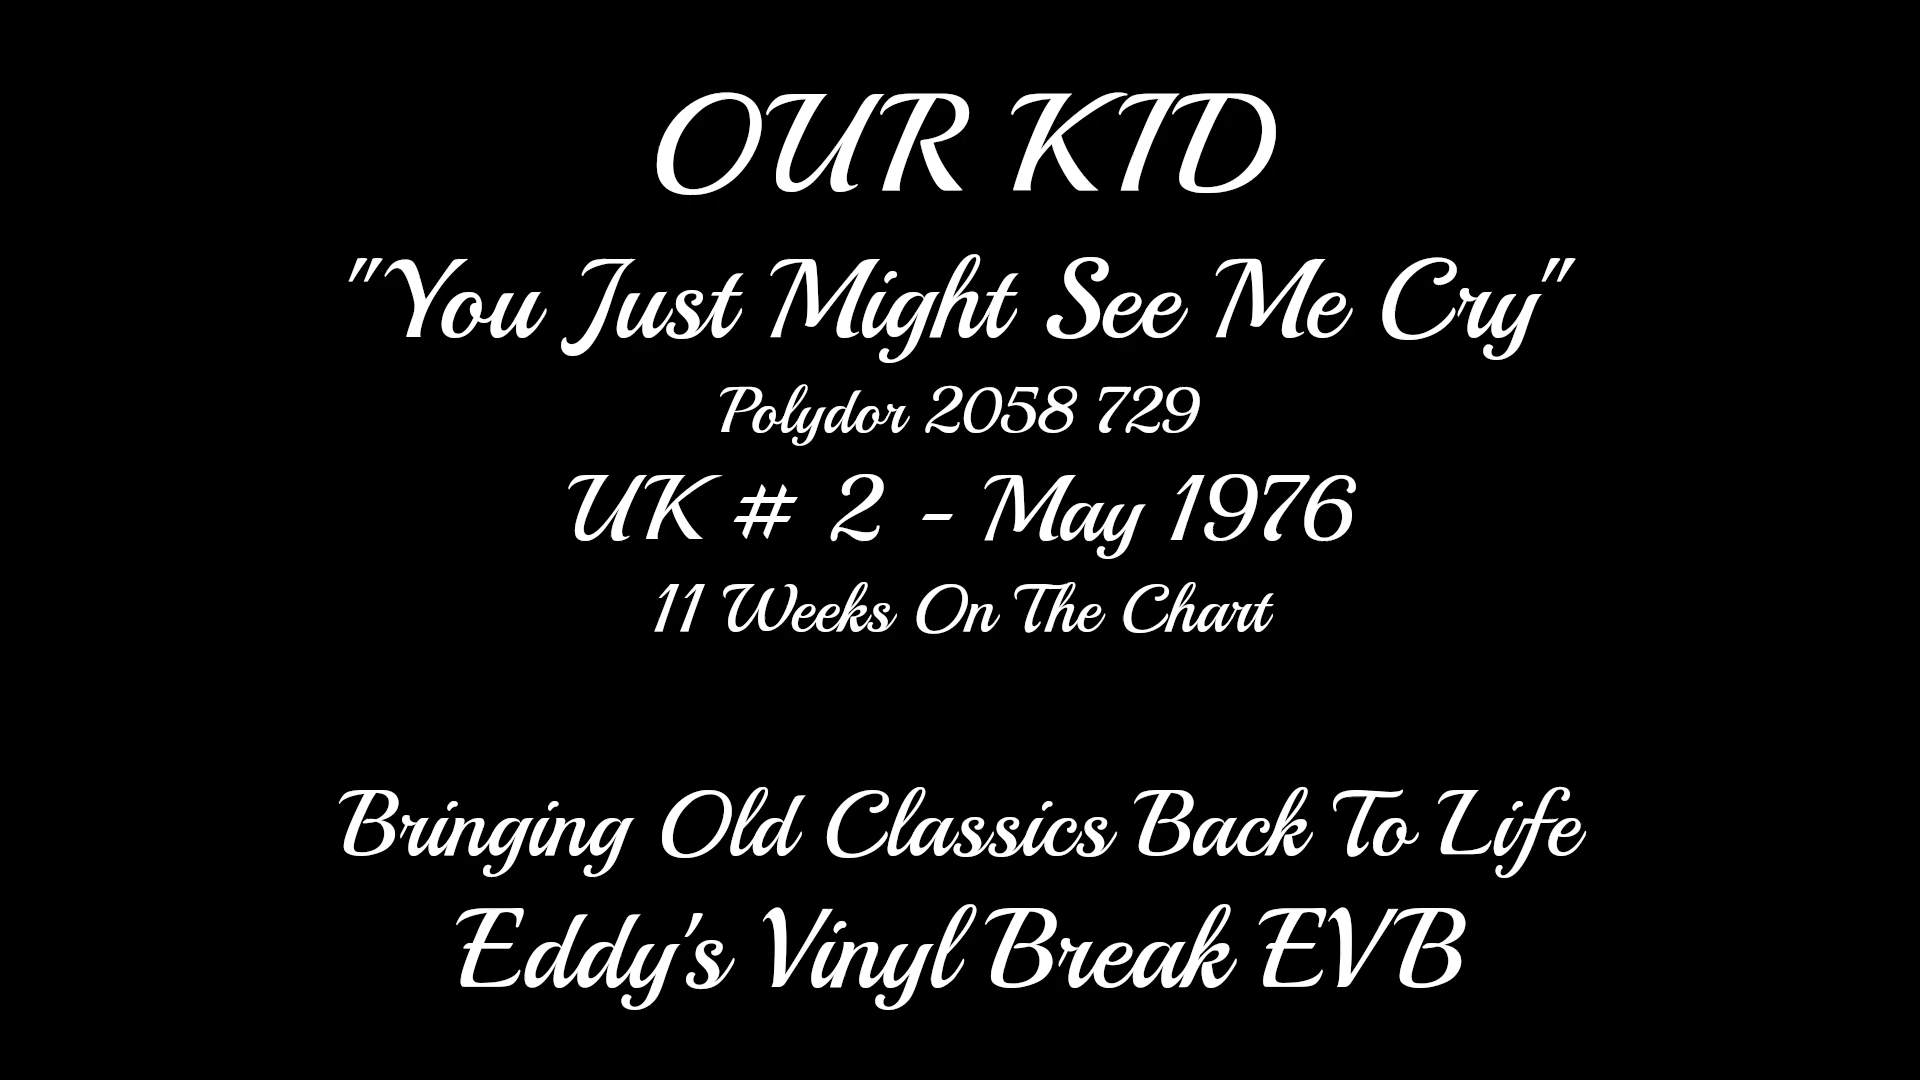 OUR KID
"You Just Might See Me Cry"
Polydor 2058 729
UK # 2 - May 1976
11 Weeks On The Chart
Bringing Old Classics Back To Life
Eddy's Vinyl Break EVB